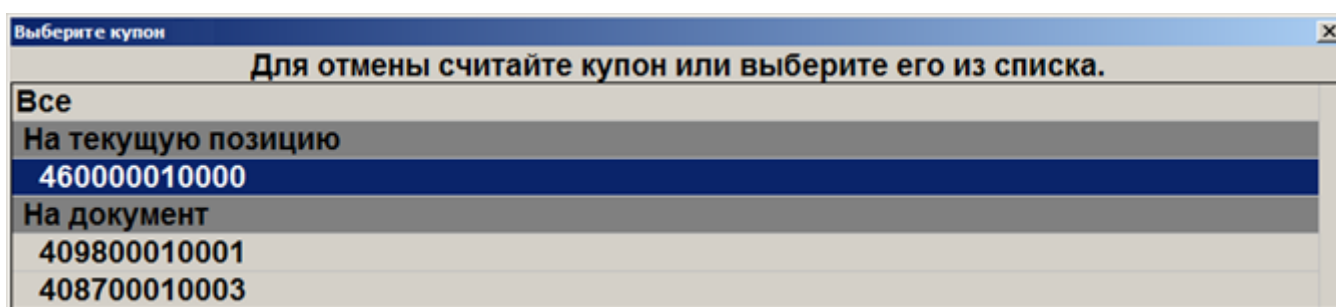 Выберите купон
Для отмены считайте купон или выберите его из списка.
Все
На текущую позицию
460000010000
На документ
409800010001
408700010003